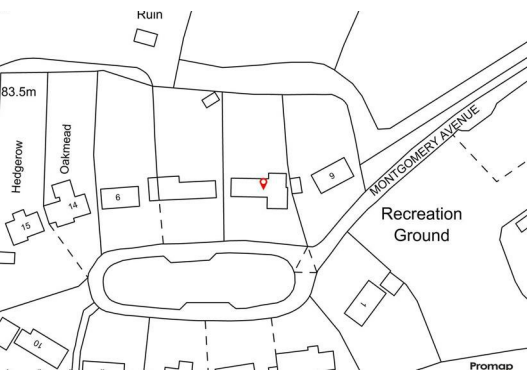 Ruin
83.5m
Hedgerow
Oakmead
15
14
6
9
MONTGOMERY AVENUE
Recreation
Ground
1
10
Promap